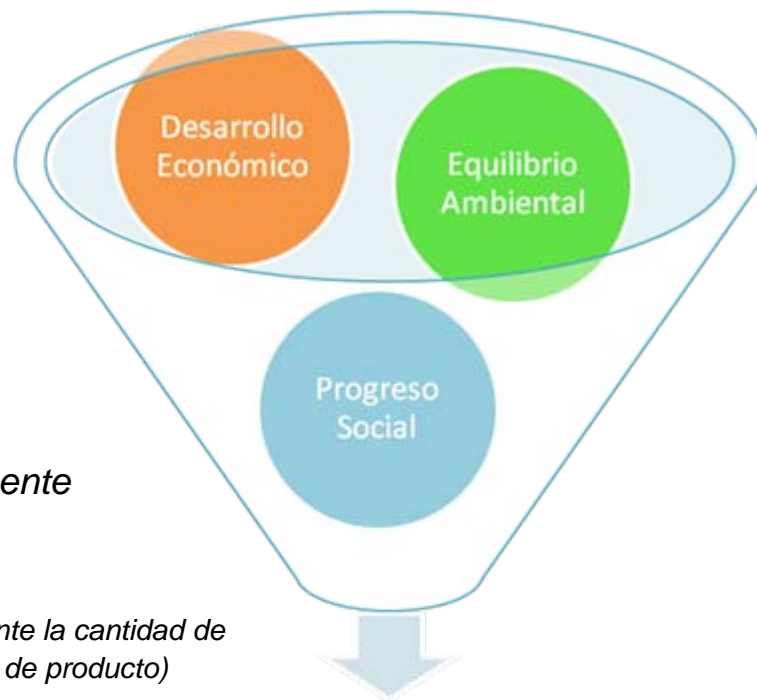 Desarrollo
Económico
Equilibrio
Ambiental
Progreso
Social
ente
nte la cantidad de
de producto)